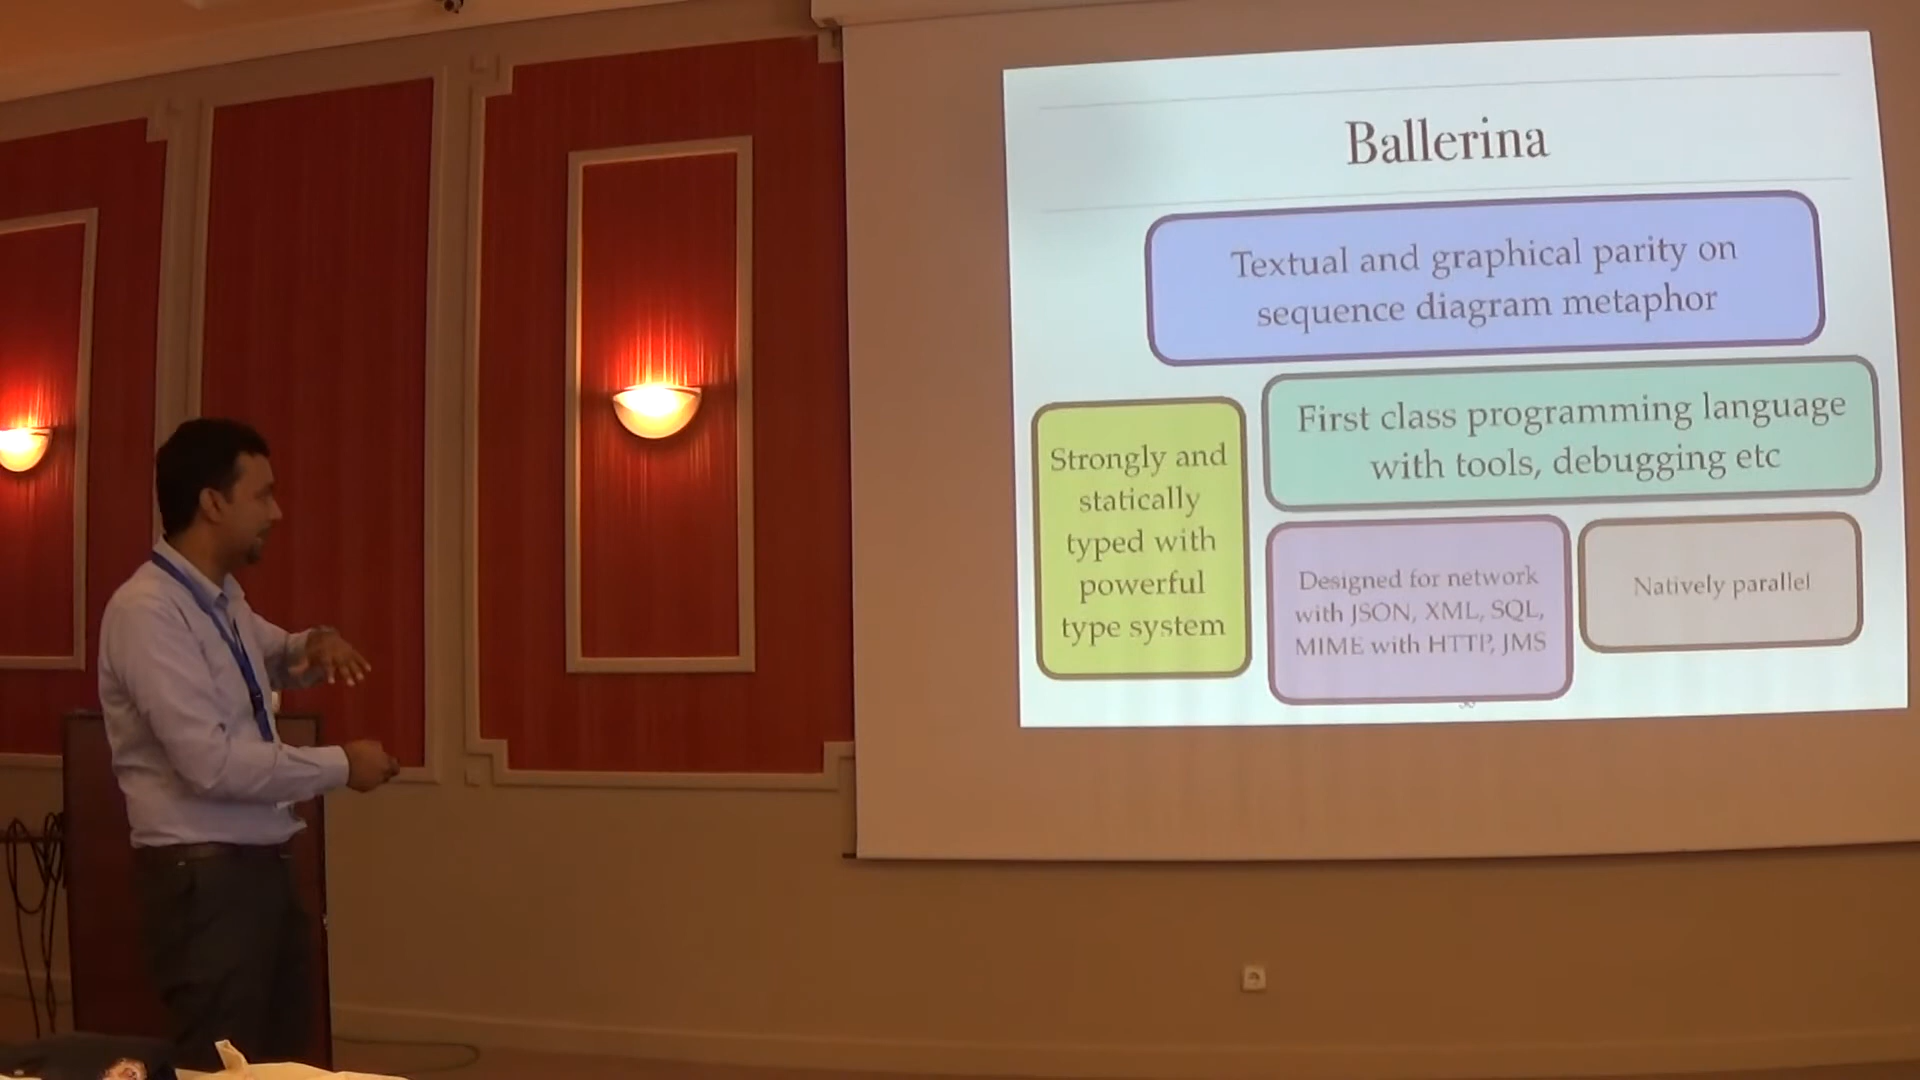 Ballerina
Textual and graphical parity on
sequence diagram metaphor
Strongly and
statically
typed with
powerful
type system
First class programming language
with tools, debugging etc
Designed for network
with JSON, XML, SQL,
MIME with HTTP, JMS
Natively parallel